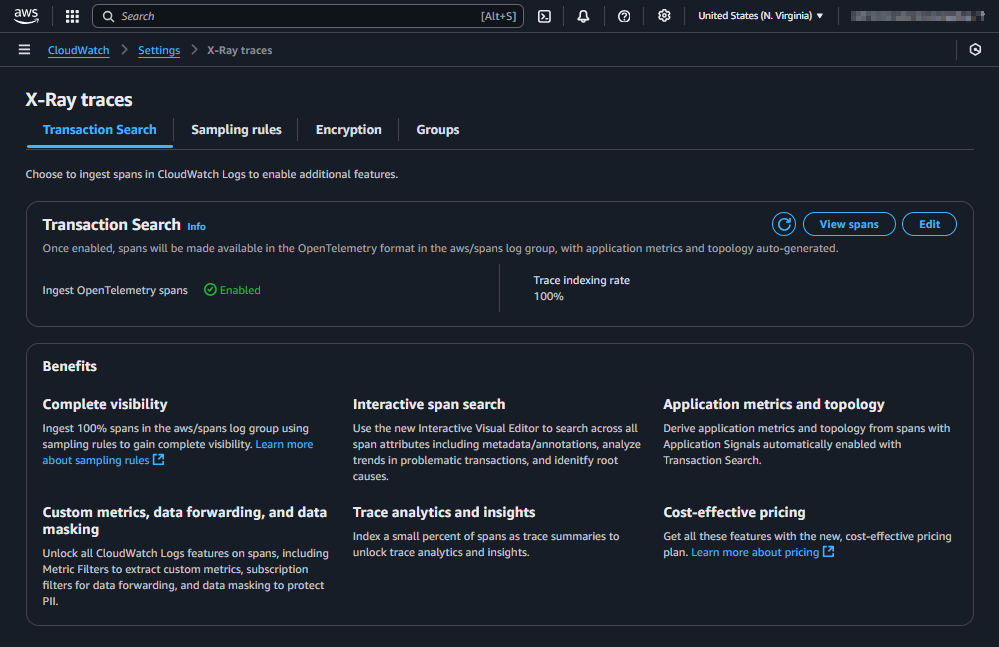 aws
Search [Alt+S]
United States (N. Virginia)
CloudWatch > Settings > X-Ray traces
X-Ray traces
Transaction Search
Sampling rules
Encryption
Groups
Choose to ingest spans in CloudWatch Logs to enable additional features.
Transaction Search Info
View spans
Edit
Once enabled, spans will be made available in the OpenTelemetry format in the aws/spans log group, with application metrics and topology auto-generated.
Ingest OpenTelemetry spans
Enabled
Trace indexing rate
100%
Benefits
Complete visibility
Ingest 100% spans in the aws/spans log group using
sampling rules to gain complete visibility. Learn more
about sampling rules
Interactive span search
Use the new Interactive Visual Editor to search across all
span attributes including metadata/annotations, analyze
trends in problematic transactions, and idenitfy root
causes.
Application metrics and topology
Derive application metrics and topology from spans with
Application Signals automatically enabled with
Transaction Search.
Custom metrics, data forwarding, and data
masking
Unlock all CloudWatch Logs features on spans, including
Metric Filters to extract custom metrics, subscription
filters for data forwarding, and data masking to protect
PII.
Trace analytics and insights
Index a small percent of spans as trace summaries to
unlock trace analytics and insights.
Cost-effective pricing
Get all these features with the new, cost-effective pricing
plan. Learn more about pricing